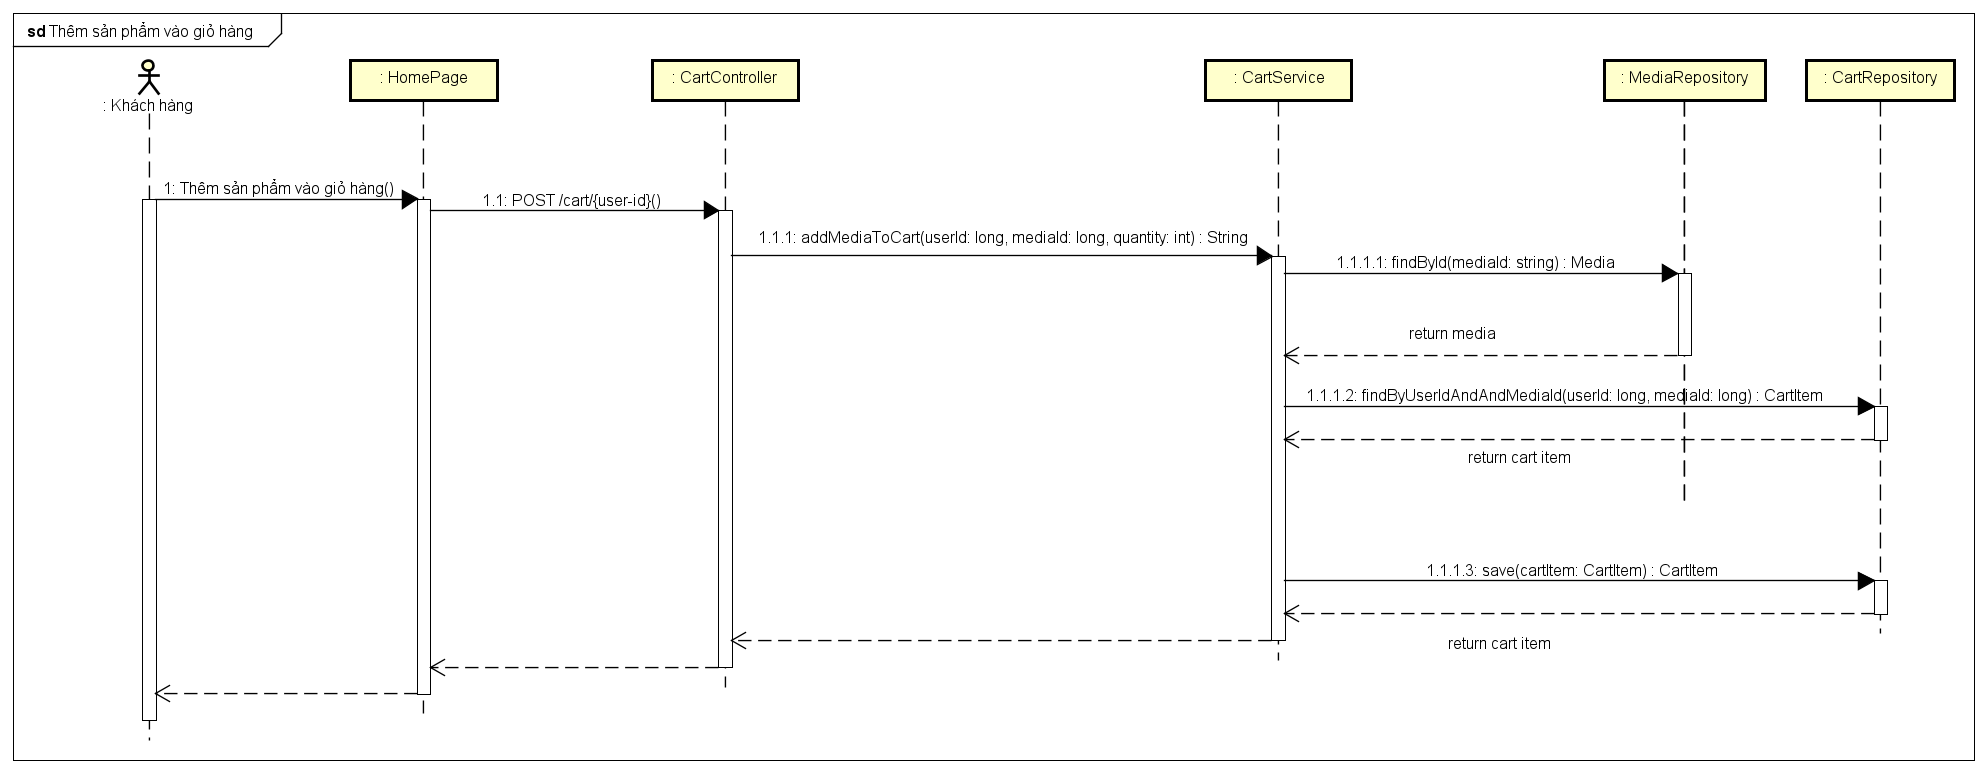 sd Thêm sản phẩm vào giỏ hàng
: Khách hàng
: HomePage
: CartController
: CartService
: MediaRepository
: CartRepository
1: Thêm sản phẩm vào giỏ hàng()
1.1: POST /cart/{user-id}()
1.1.1: addMediaToCart(userId: long, mediaId: long, quantity: int) : String
1.1.1.1: findById(mediaId: string) : Media
return media
1.1.1.2: findByUserIdAndAndMediaId(userId: long, mediaId: long) : CartItem
return cart item
1.1.1.3: save(cartItem: CartItem) : CartItem
return cart item